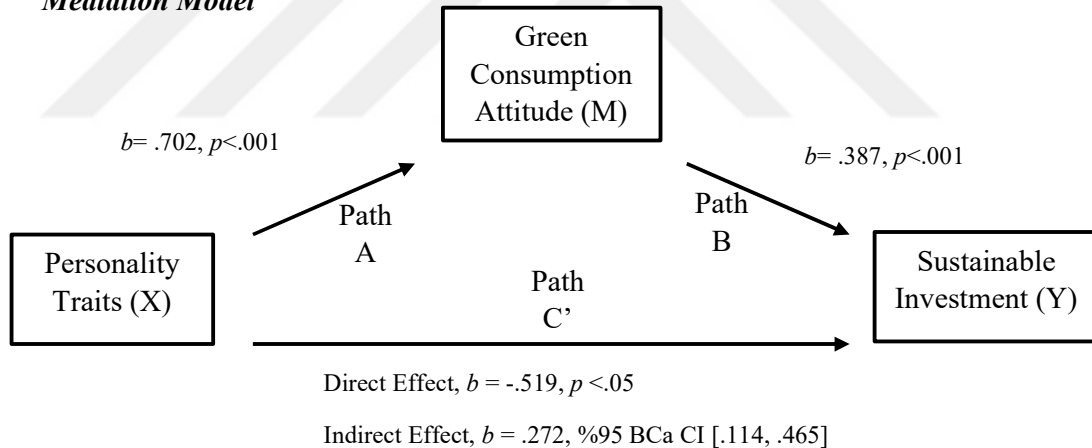 Mediation Model
Green
Consumption
Attitude (M)
b= .702, p<.001
b= .387, p<.001
Path
A
Path
B
Personality
Traits (X)
Path
C’
Sustainable
Investment (Y)
Direct Effect, b = -.519, p <.05
Indirect Effect, b = .272, %95 BCa CI [.114, .465]